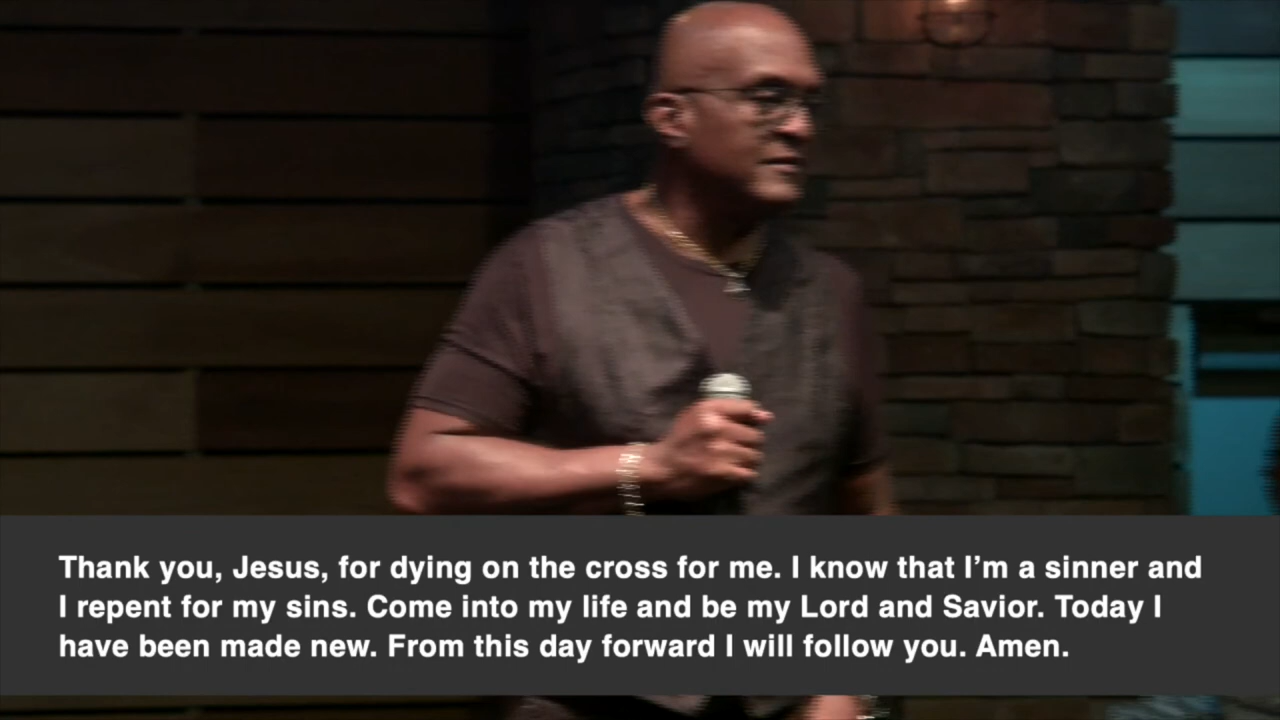 Thank you, Jesus, for dying on the cross for me. I know that I'm a sinner and
I repent for my sins. Come into my life and be my Lord and Savior. Today I
have been made new. From this day forward I will follow you. Amen.